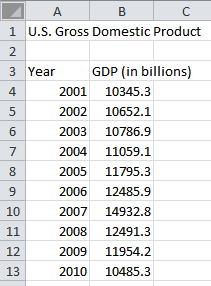 A B C
1 U.S. Gross Domestic Product
2
3 Year GDP (in billions)
4 2001 10345.3
5 2002 10652.1
6 2003 10786.9
7 2004 11059.1
8 2005 11795.3
9 2006 12485.9
10 2007 14932.8
11 2008 12491.3
12 2009 11954.2
13 2010 10485.3